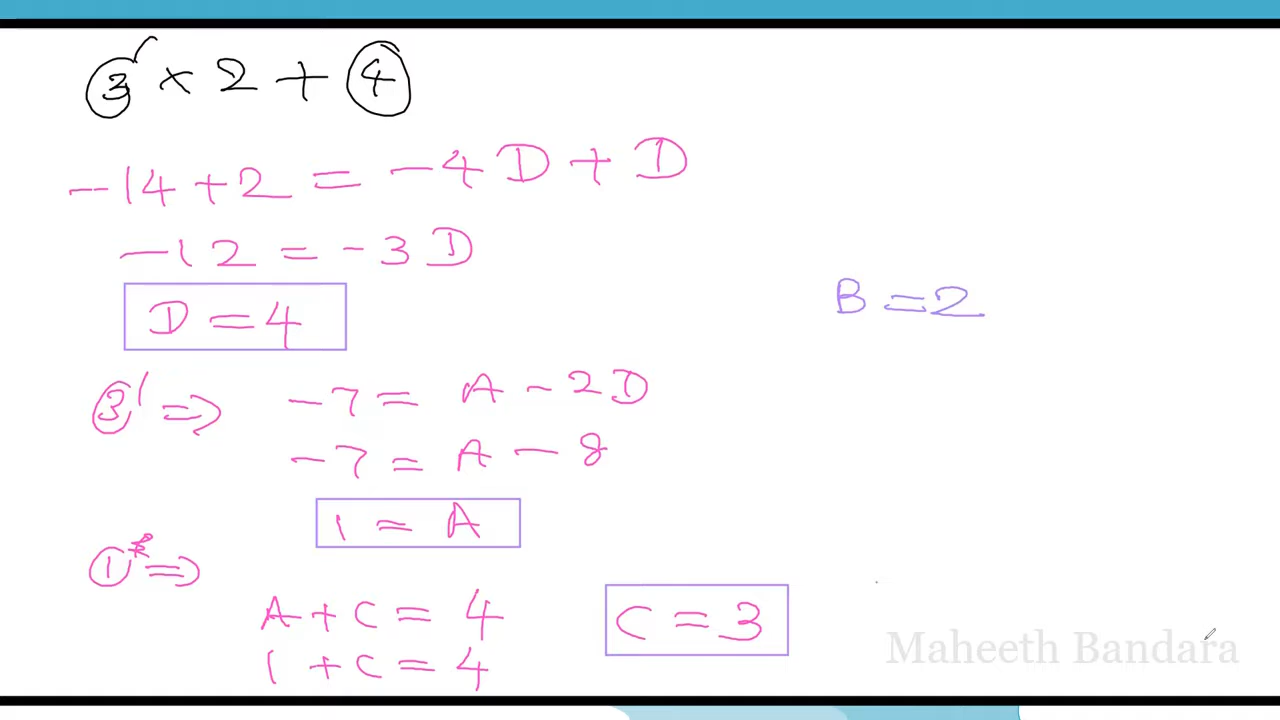 ③' × 2 + ④
-14 + 2 = -4D + D
-12 = -3D
D = 4
B = 2
③' ⇒ -7 = A - 2D
-7 = A - 8
1 = A
①* ⇒
A + C = 4
C = 3
1 + C = 4
Maheeth Bandara